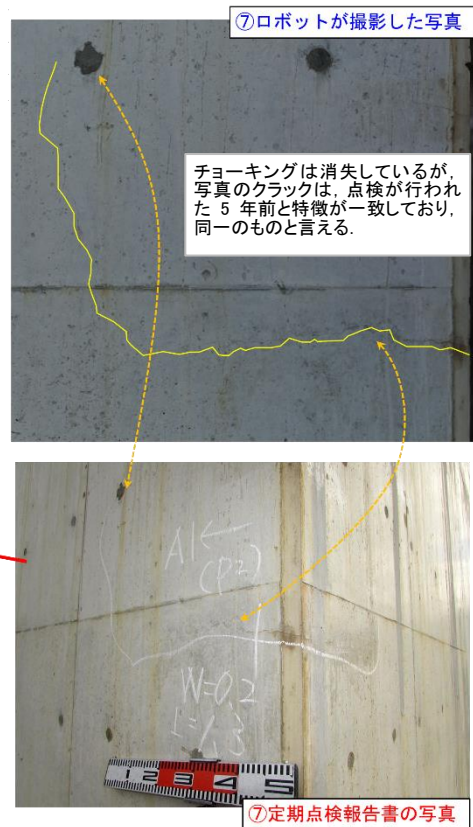 ⑦ロボットが撮影した写真
チョーキングは消失しているが,
写真のクラックは, 点検が行われ
た 5 年前と特徴が一致しており,
同一のものと言える.
A1←
(P2)
W=0.2
1 2 3 4 5
⑦定期点検報告書の写真